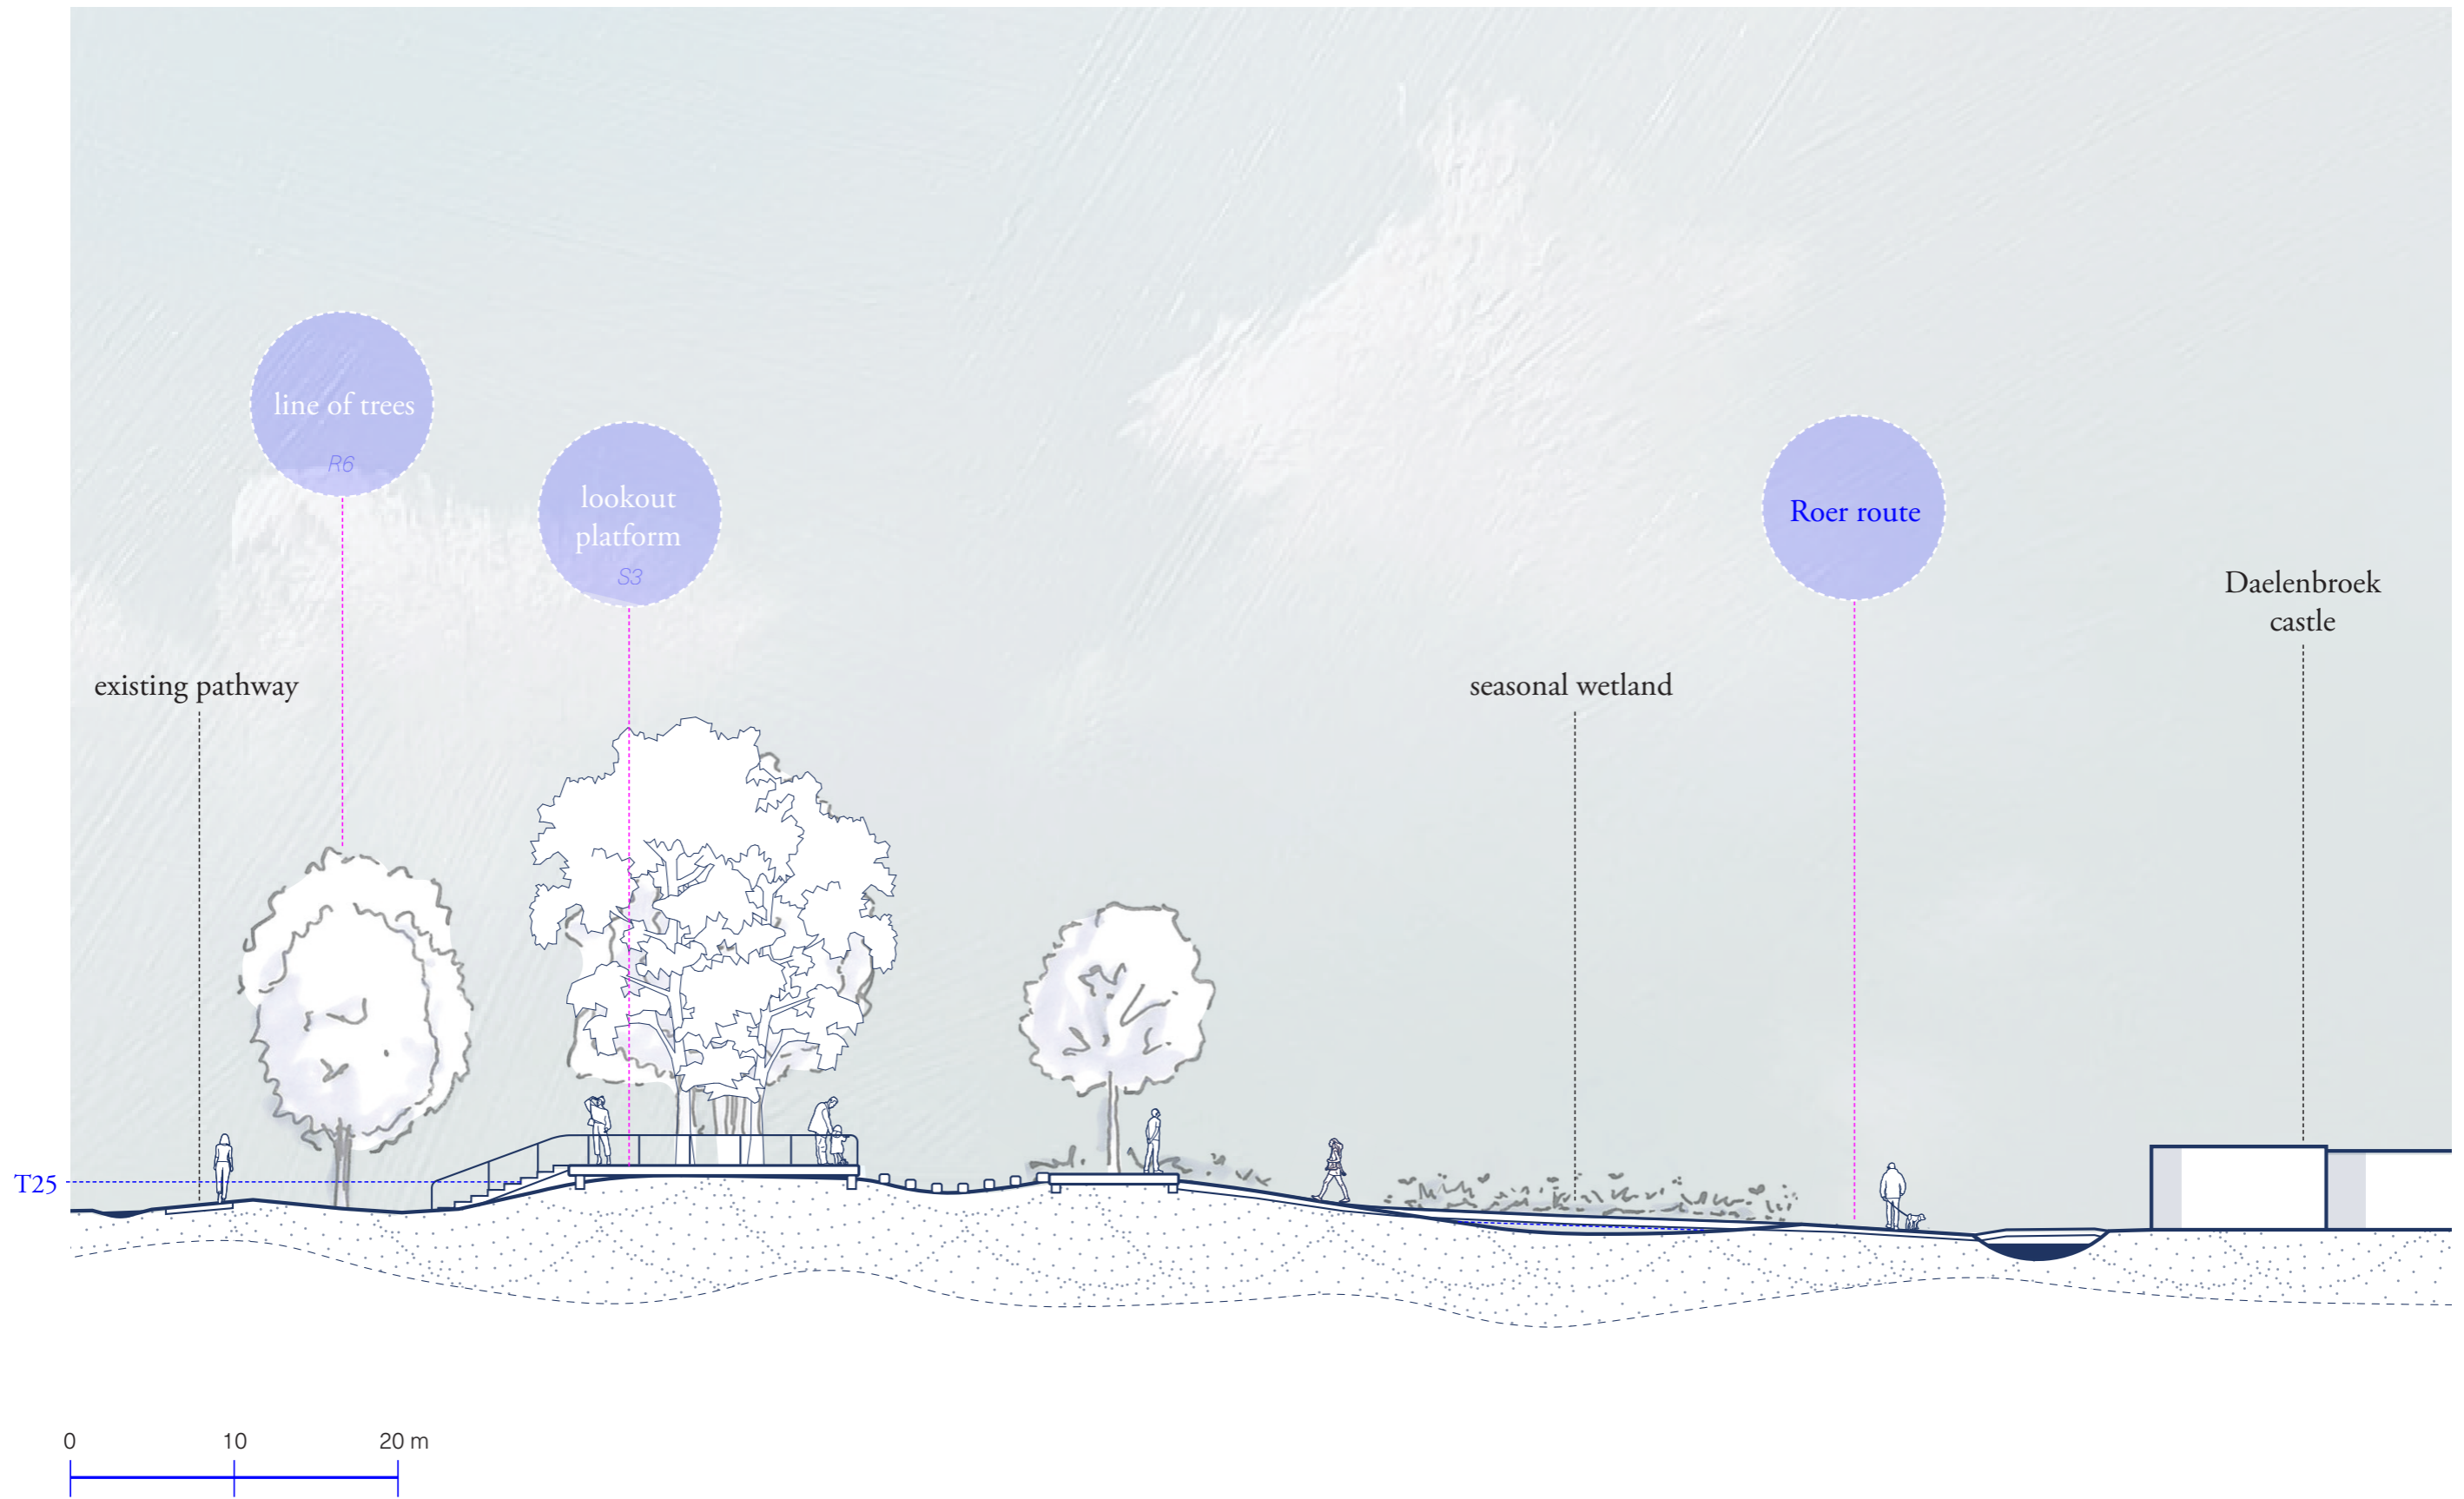 line of trees
R6
lookout
platform
S3
Roer route
Daelenbroek
castle
existing pathway
seasonal wetland
T25
0 10 20 m